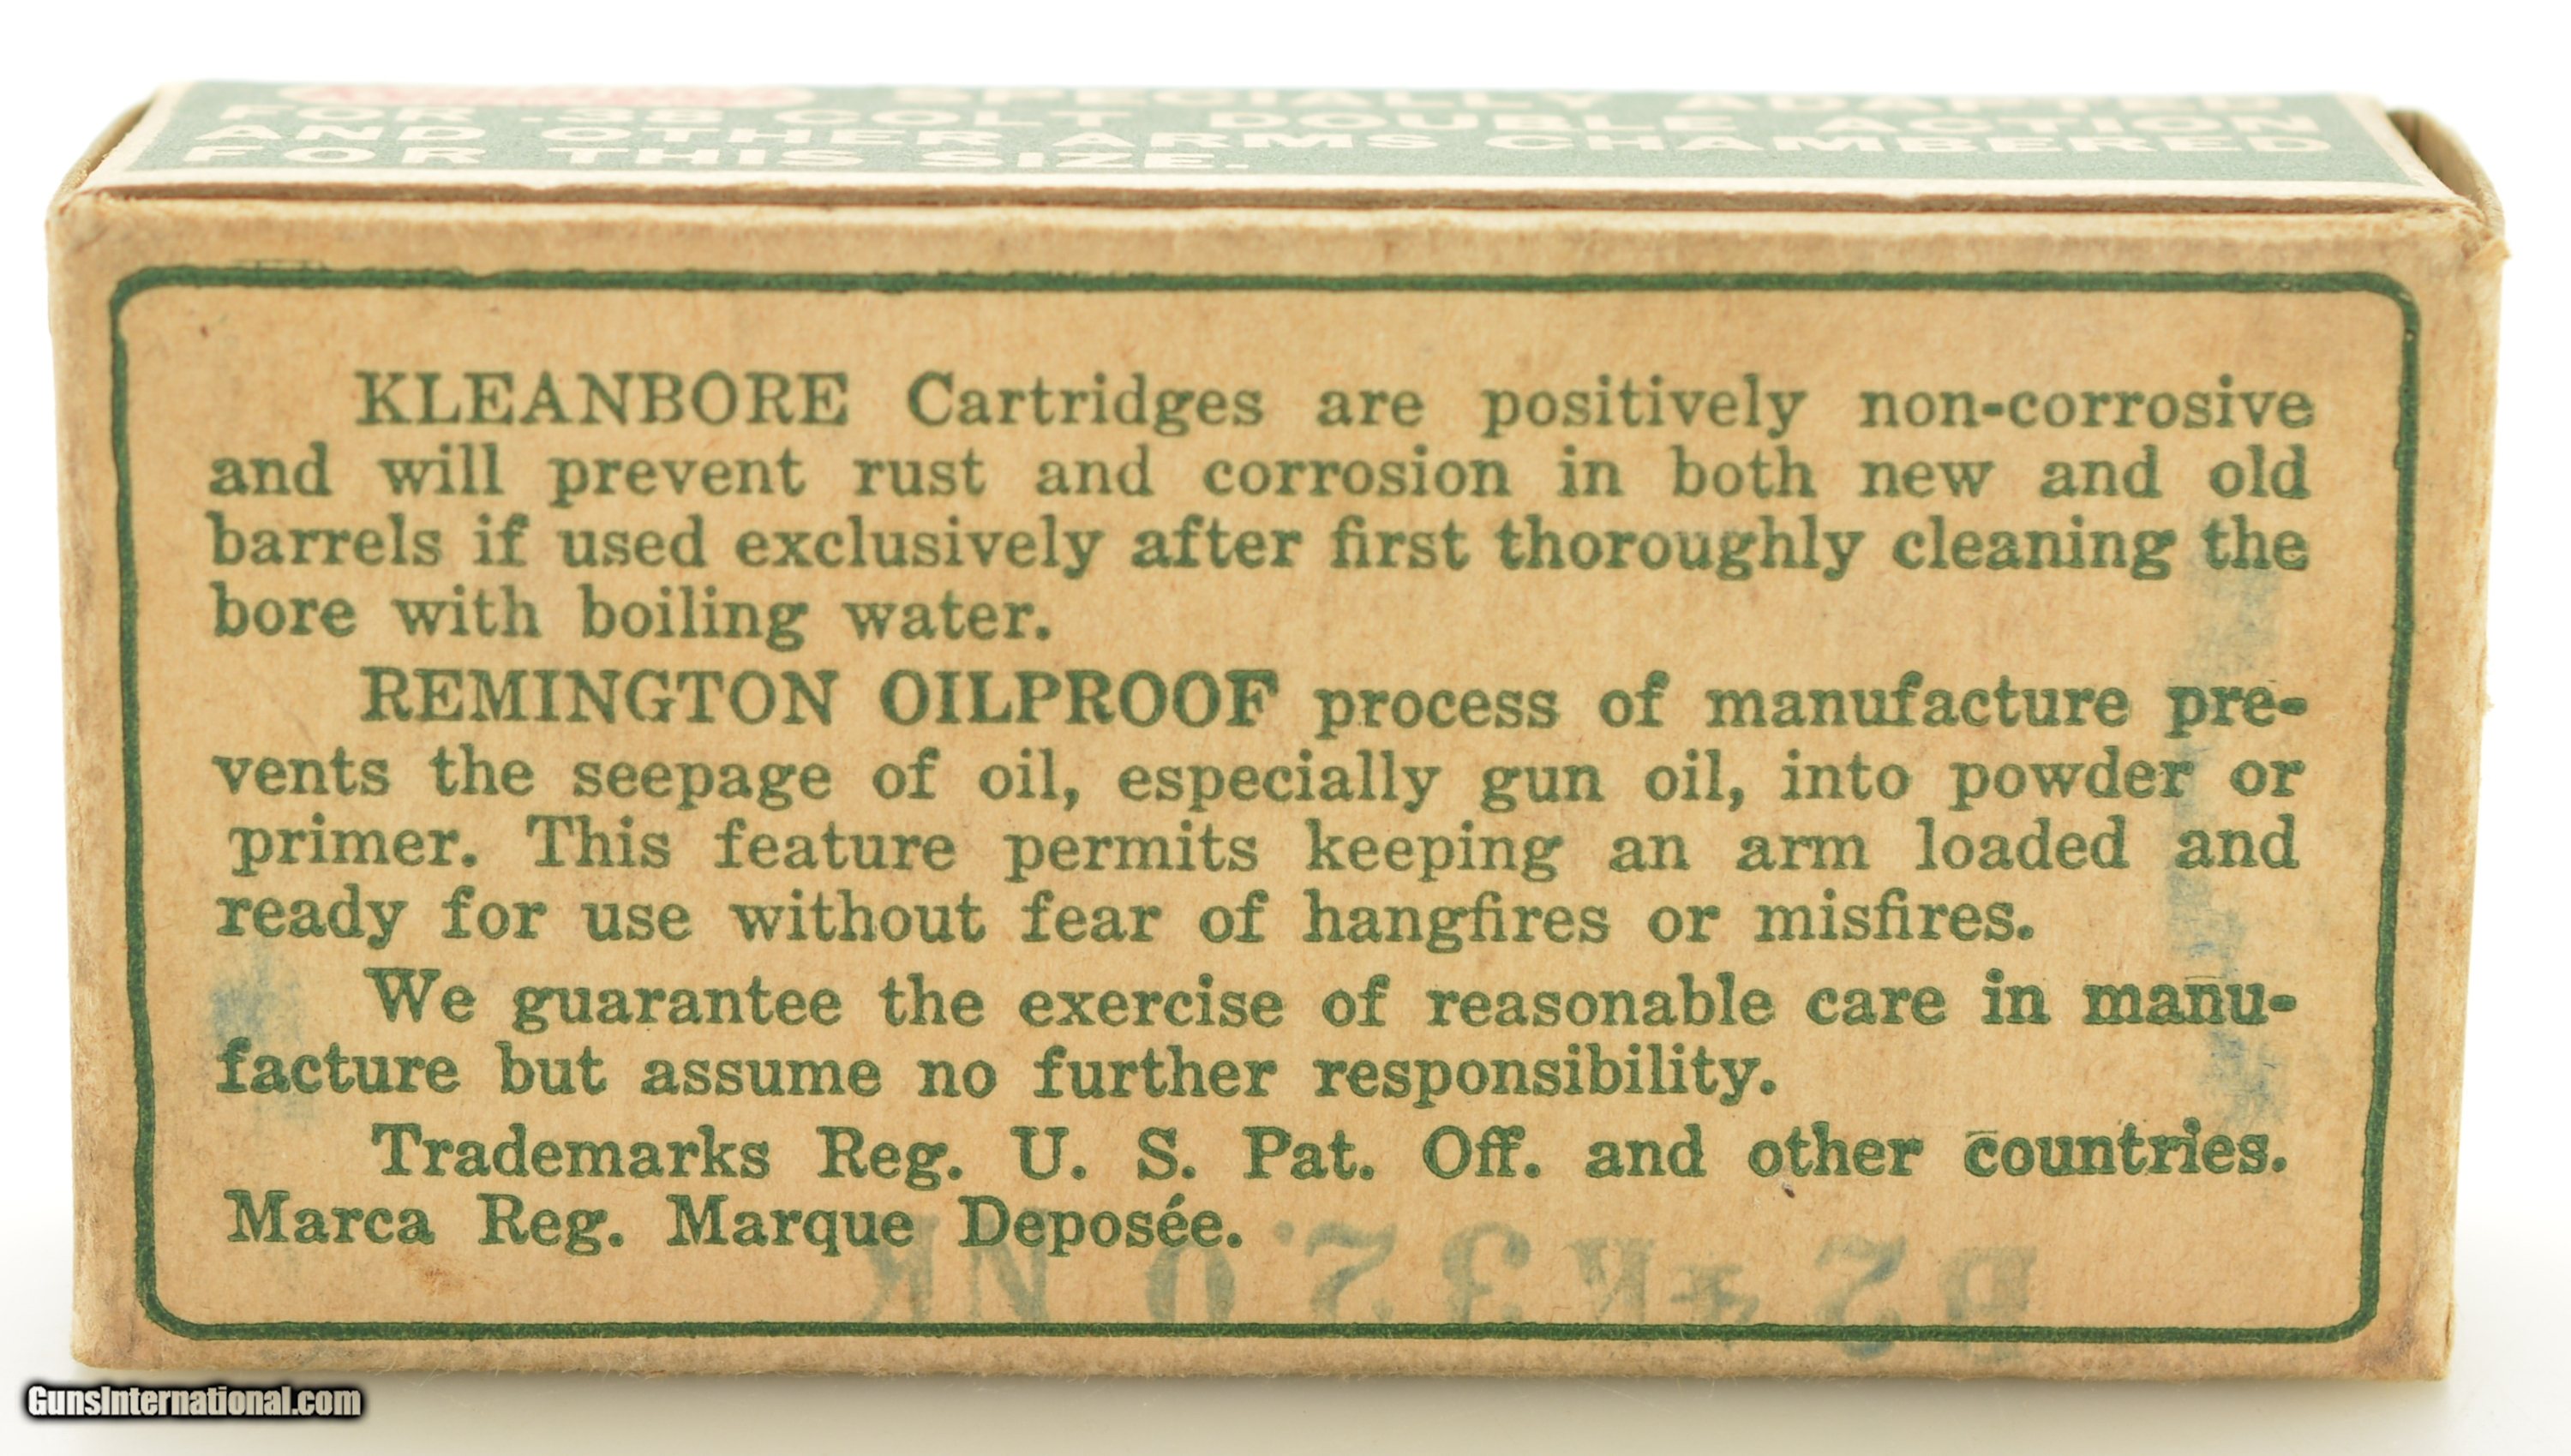 SPECIALLY ADAPTED
FOR .38 COLT DOUBLE ACTION
AND OTHER ARMS CHAMBERED
FOR THIS SIZE.
KLEANBORE Cartridges are positively non-corrosive
and will prevent rust and corrosion in both new and old
barrels if used exclusively after first thoroughly cleaning the
bore with boiling water.
REMINGTON OILPROOF process of manufacture pre-
vents the seepage of oil, especially gun oil, into powder or
primer. This feature permits keeping an arm loaded and
ready for use without fear of hangfires or misfires.
We guarantee the exercise of reasonable care in manu-
facture but assume no further responsibility.
Trademarks Reg. U. S. Pat. Off. and other countries.
Marca Reg. Marque Deposée.
GunsInternational.com